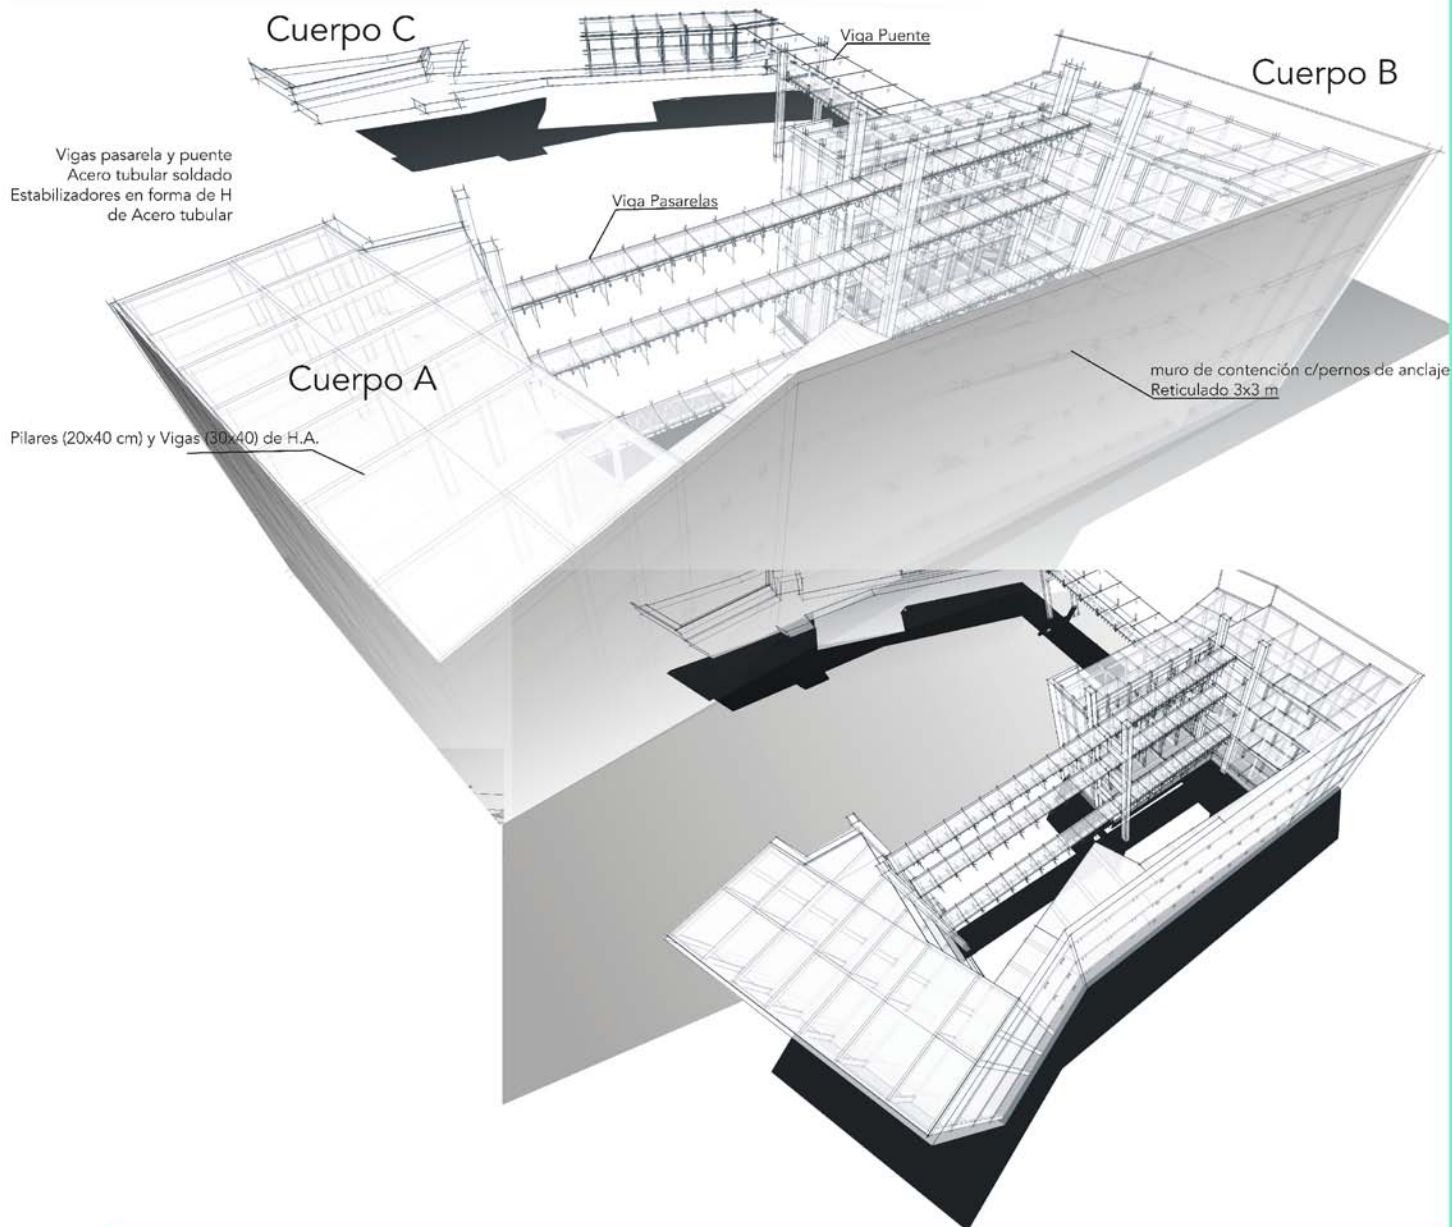 Cuerpo C
Viga Puente
Cuerpo B
Vigas pasarela y puente
Acero tubular soldado
Estabilizadores en forma de H
de Acero tubular
Viga Pasarelas
Cuerpo A
muro de contención c/pernos de anclaje
Reticulado 3x3 m
Pilares (20x40 cm) y Vigas (30x40) de H.A.